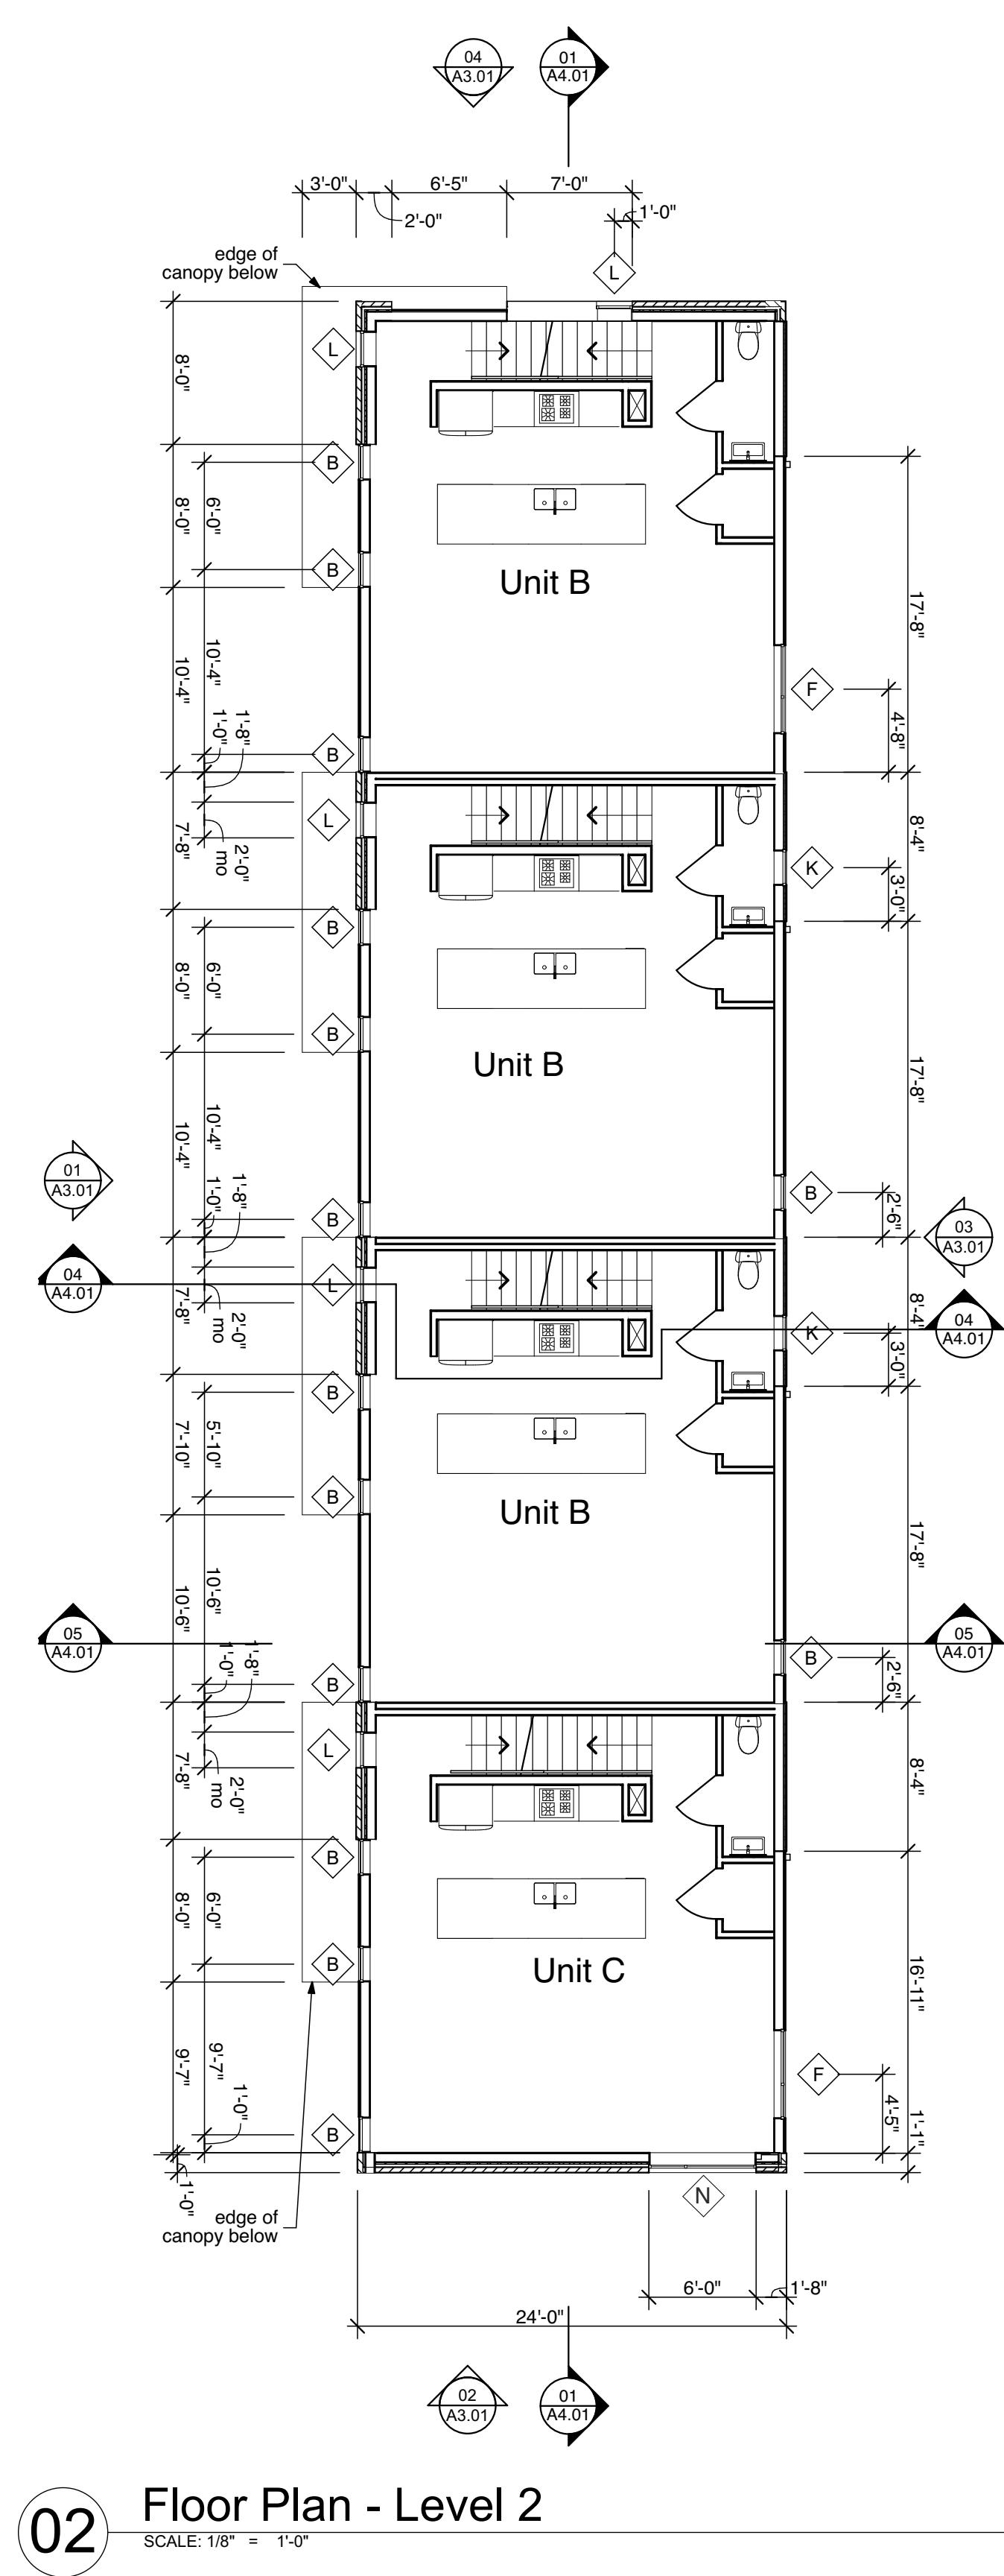 04
A3.01
01
A4.01
3'-0"
6'-5"
7'-0"
2'-0"
1'-0"
edge of
canopy below
L
L
8'-0"
B
8'-0"
6'-0"
B
Unit B
17'-8"
10'-4"
10'-4"
F
4'-8"
1'-0"
1'-8"
B
L
7'-8"
2'-0"
mo
8'-4"
K
3'-0"
B
8'-0"
6'-0"
B
Unit B
17'-8"
10'-4"
10'-4"
01
A3.01
1'-0"
1'-8"
B
B
2'-6"
03
A3.01
04
A4.01
L
7'-8"
2'-0"
mo
8'-4"
K
3'-0"
04
A4.01
B
7'-10"
5'-10"
B
Unit B
17'-8"
10'-6"
10'-6"
05
A4.01
1'-0"
1'-8"
B
B
2'-6"
05
A4.01
L
7'-8"
2'-0"
mo
8'-4"
B
8'-0"
6'-0"
B
Unit C
16'-11"
9'-7"
9'-7"
F
4'-5"
1'-0"
B
1'-1"
1'-0"
N
edge of
canopy below
6'-0"
1'-8"
24'-0"
02
A3.01
01
A4.01
02
Floor Plan - Level 2
SCALE: 1/8" = 1'-0"